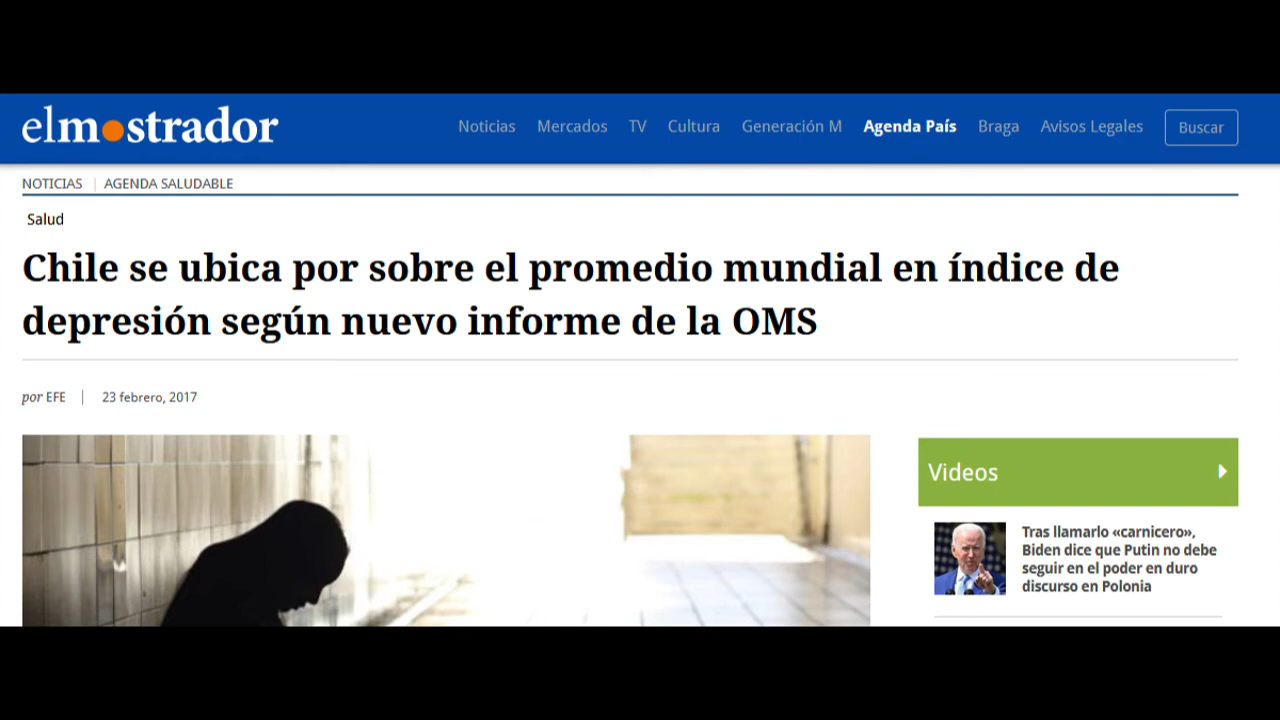 elmostrador
Noticias Mercados TV Cultura Generación M Agenda País Braga Avisos Legales Buscar
NOTICIAS | AGENDA SALUDABLE
Salud
Chile se ubica por sobre el promedio mundial en índice de
depresión según nuevo informe de la OMS
por EFE | 23 febrero, 2017
Videos
Tras llamarlo «carnicero»,
Biden dice que Putin no debe
seguir en el poder en duro
discurso en Polonia